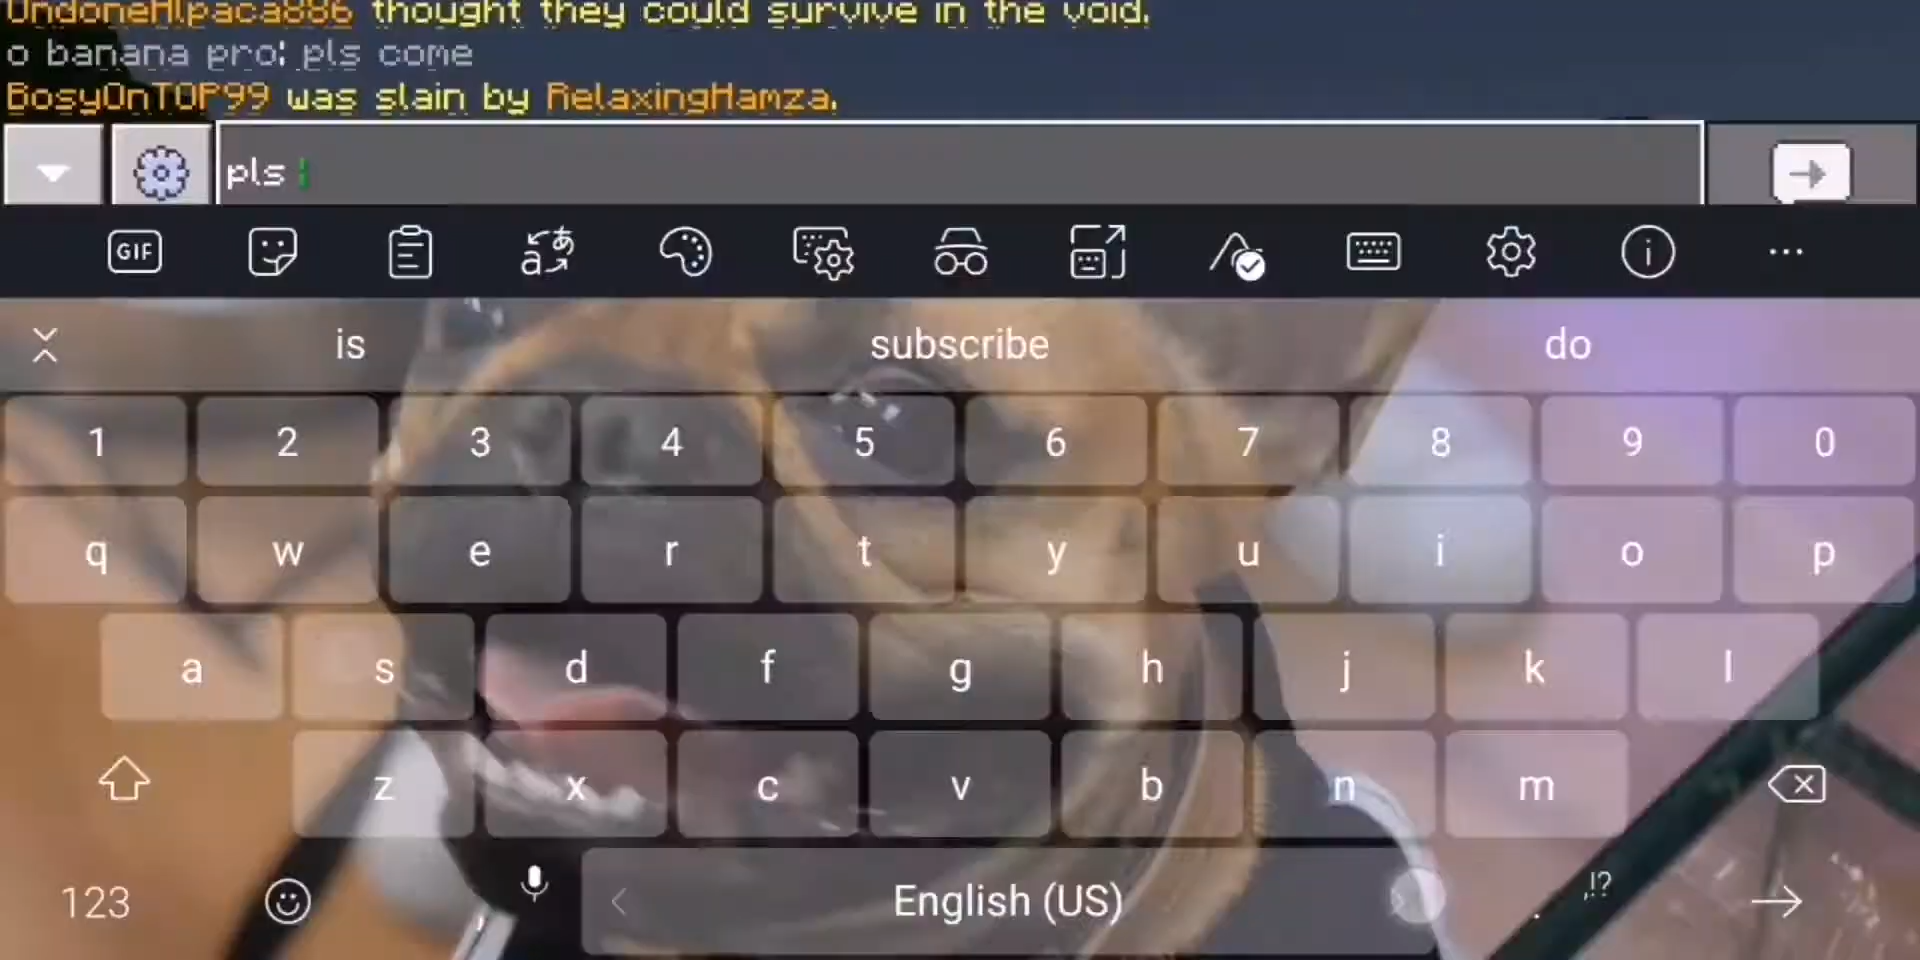 UndoneAlpaca886 thought they could survive in the void.
o banana pro: pls come
BosyOnTOP99 was slain by RelaxingHamza.
pls
GIF
is subscribe do
1 2 3 4 5 6 7 8 9 0
q w e r t y u i o p
a s d f g h j k l
z x c v b n m
123 , English (US) . ,!?